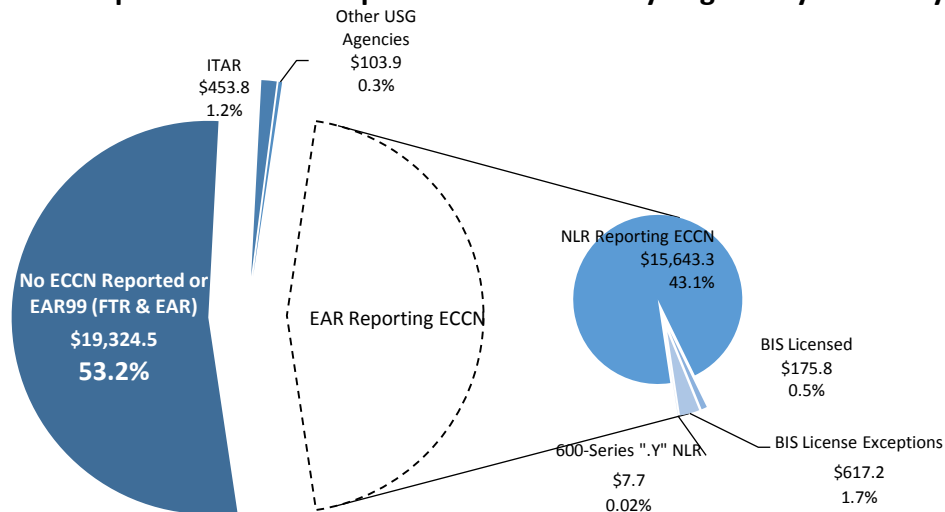 Other USG
Agencies
$103.9
0.3%
ITAR
$453.8
1.2%
No ECCN Reported or
EAR99 (FTR & EAR)
$19,324.5
53.2%
EAR Reporting ECCN
NLR Reporting ECCN
$15,643.3
43.1%
BIS Licensed
$175.8
0.5%
600-Series ".Y" NLR
$7.7
0.02%
BIS License Exceptions
$617.2
1.7%